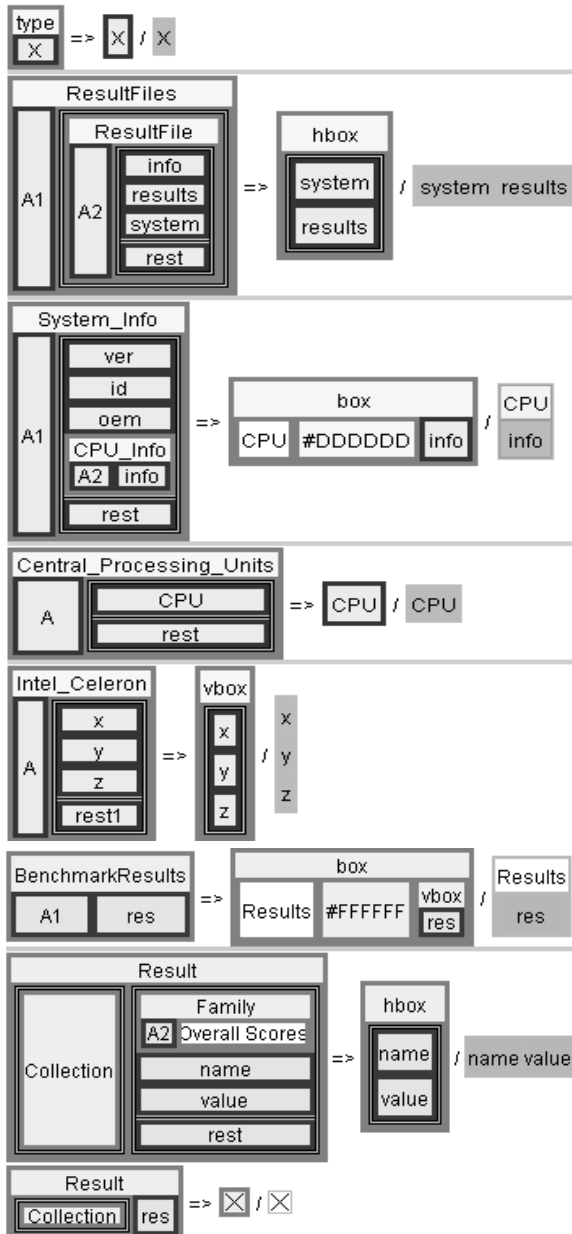 type
X => X / X
ResultFiles
ResultFile
hbox
info
system
results
A1 A2 => / system results
system
results
rest
System_Info
ver
id
box
CPU
oem
A1 => CPU #DDDDDD info /
CPU_Info
info
A2 info
rest
Central_Processing_Units
CPU
A => CPU / CPU
rest
Intel_Celeron
vbox
x x x
y y y
A => /
z z z
rest1
BenchmarkResults
box
Results
vbox
A1 res => Results #FFFFFF res / res
Result
Family
hbox
A2 Overall Scores
name
name
Collection => / name value
value
value
rest
Result
Collection res => X / X